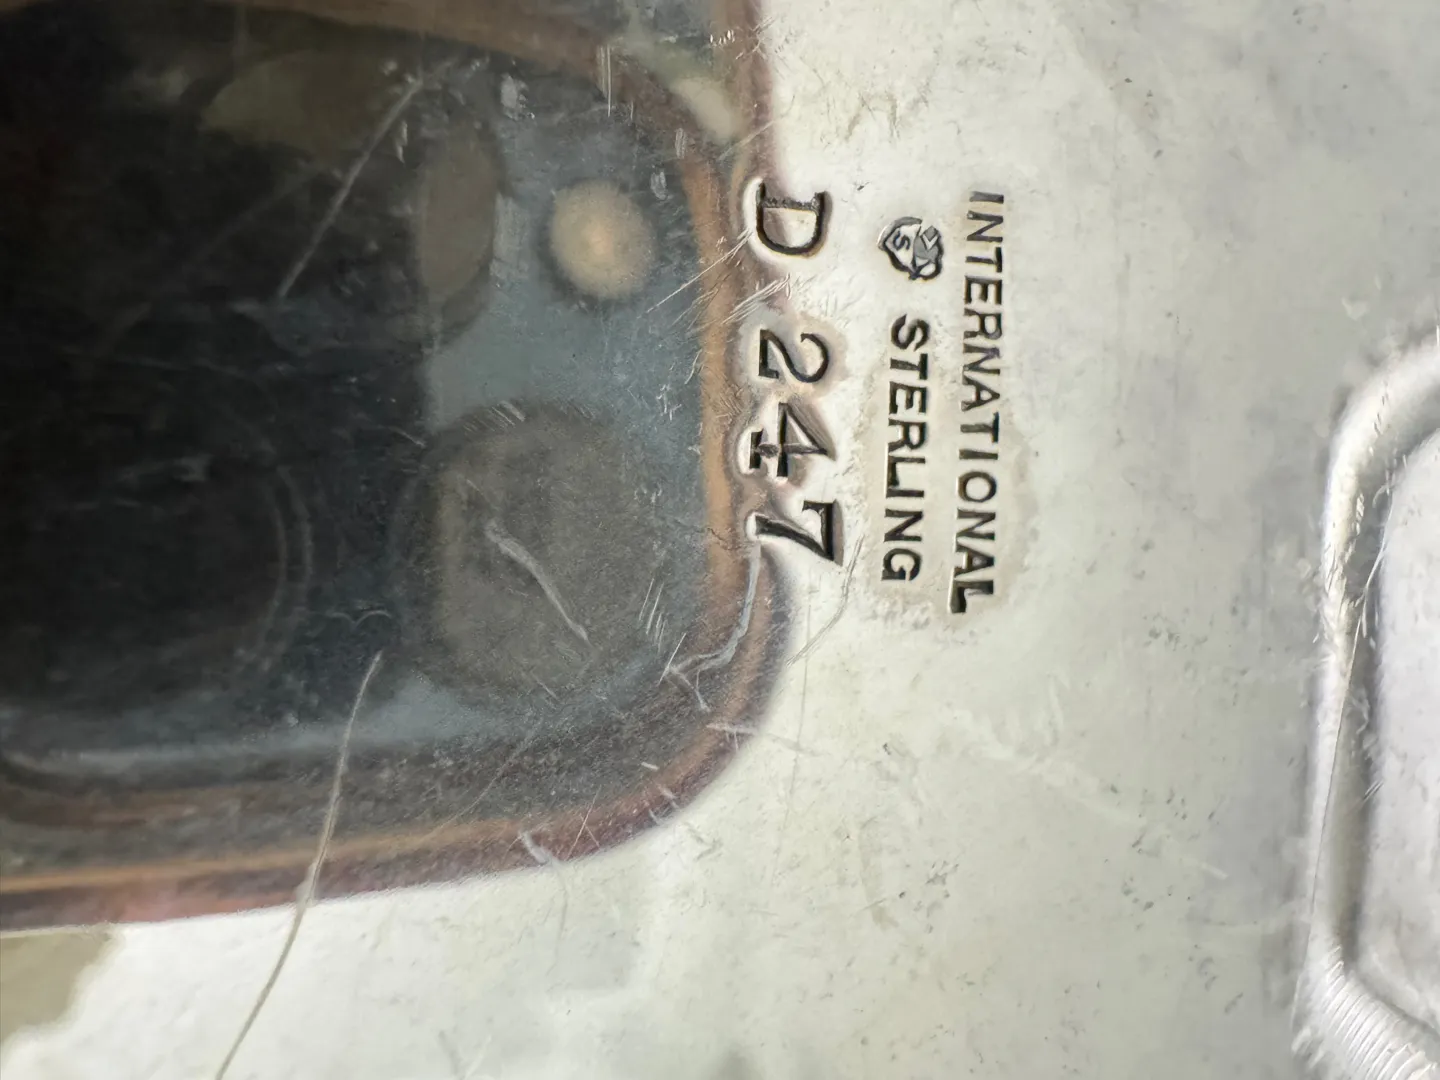 INTERNATIONAL
STERLING
D 247